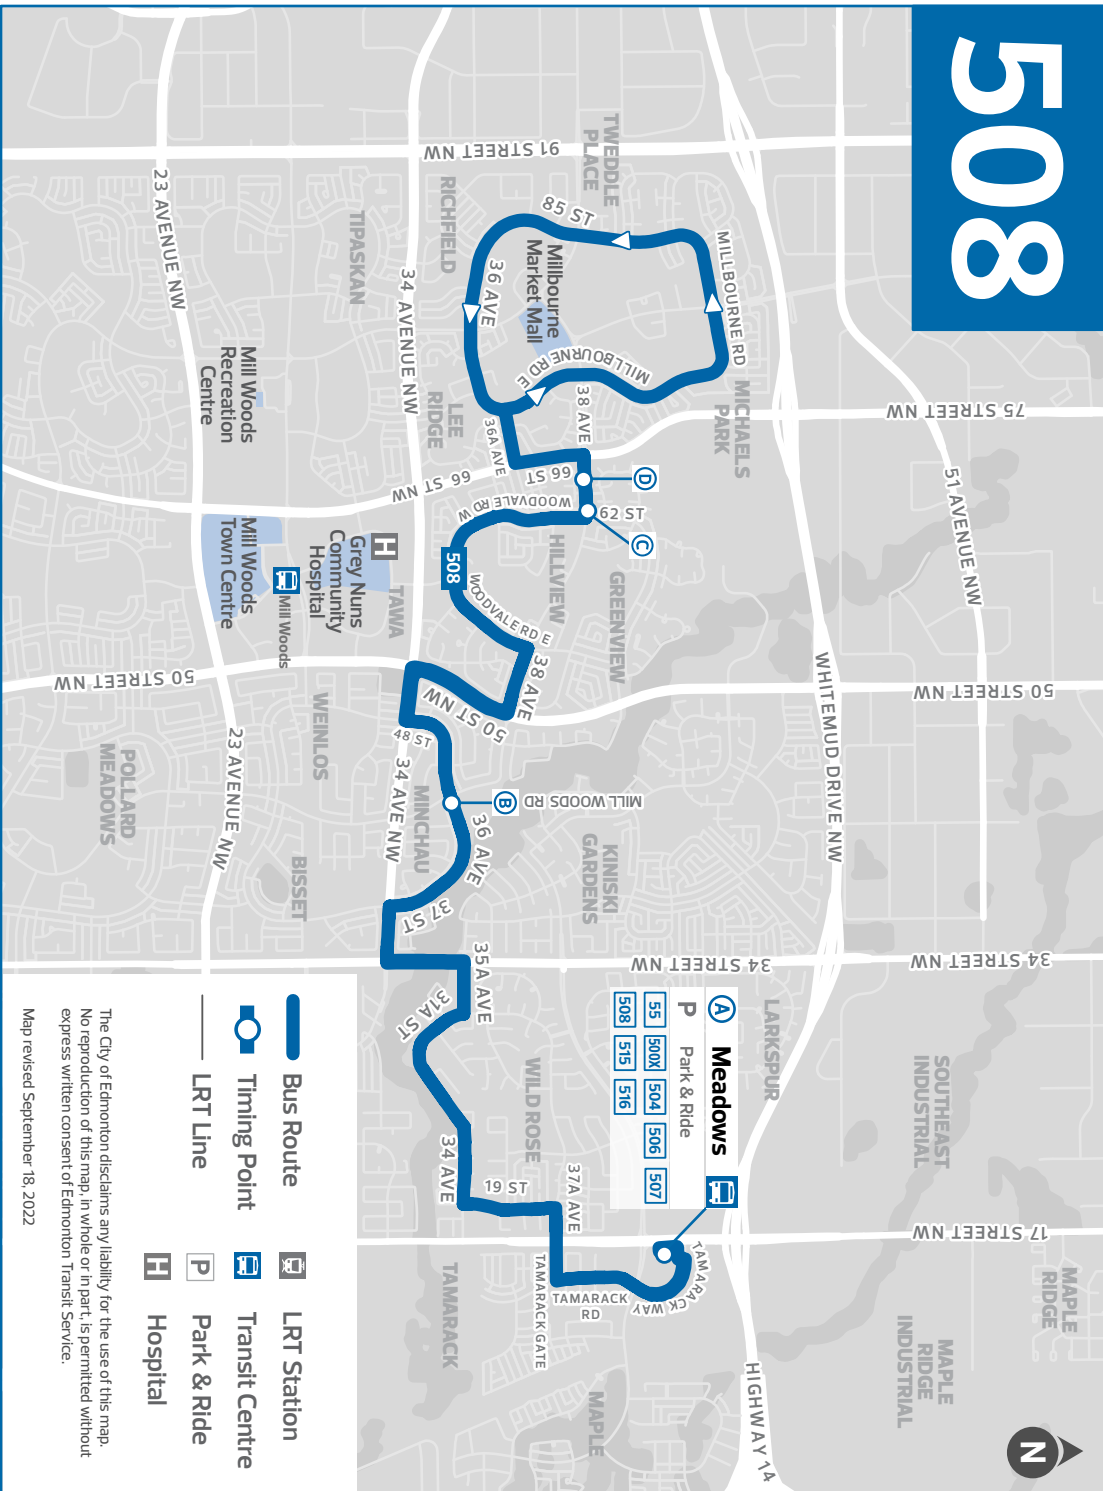 508
91 STREET NW
TWEDDLE
PLACE
85 ST
MILLBOURNE RD
RICHFIELD
TIPASKAN
23 AVENUE NW
34 AVENUE NW
36 AVE
Millbourne
Market Mall
MILLBOURNE RD E
38 AVE
MICHAELS
PARK
75 STREET NW
51 AVENUE NW
LEE
RIDGE
36A AVE
66 ST
66 ST NW
Mill Woods
Recreation
Centre
D
C
62 ST
WOODVALE RD W
508
HILLVIEW
GREENVIEW
WOODVALE RD E
38 AVE
H
Grey Nuns
Community
Hospital
TAWA
Mill Woods
Town Centre
Mill Woods
50 STREET NW
50 STREET NW
50 ST NW
WHITEMUD DRIVE NW
48 ST
34 AVE NW
23 AVENUE NW
WEINLOS
POLLARD
MEADOWS
MINCHAU
B
MILL WOODS RD
36 AVE
KINISKI
GARDENS
BISSET
37 ST
34 STREET NW
34 STREET NW
35A AVE
31A ST
LARKSPUR
A
Meadows
P
Park & Ride
55 500X 504 506 507
508 515 516
WILD ROSE
SOUTHEAST
INDUSTRIAL
34 AVE
19 ST
37A AVE
17 STREET NW
TAMARACK WAY
TAMARACK
RD
TAMARACK GATE
TAMARACK
MAPLE
MAPLE
RIDGE
MAPLE
RIDGE
INDUSTRIAL
HIGHWAY 14
N
Bus Route
Timing Point
LRT Line
LRT Station
Transit Centre
P
Park & Ride
H
Hospital
The City of Edmonton disclaims any liability for the use of this map.
No reproduction of this map, in whole or in part, is permitted without
express written consent of Edmonton Transit Service.
Map revised September 18, 2022